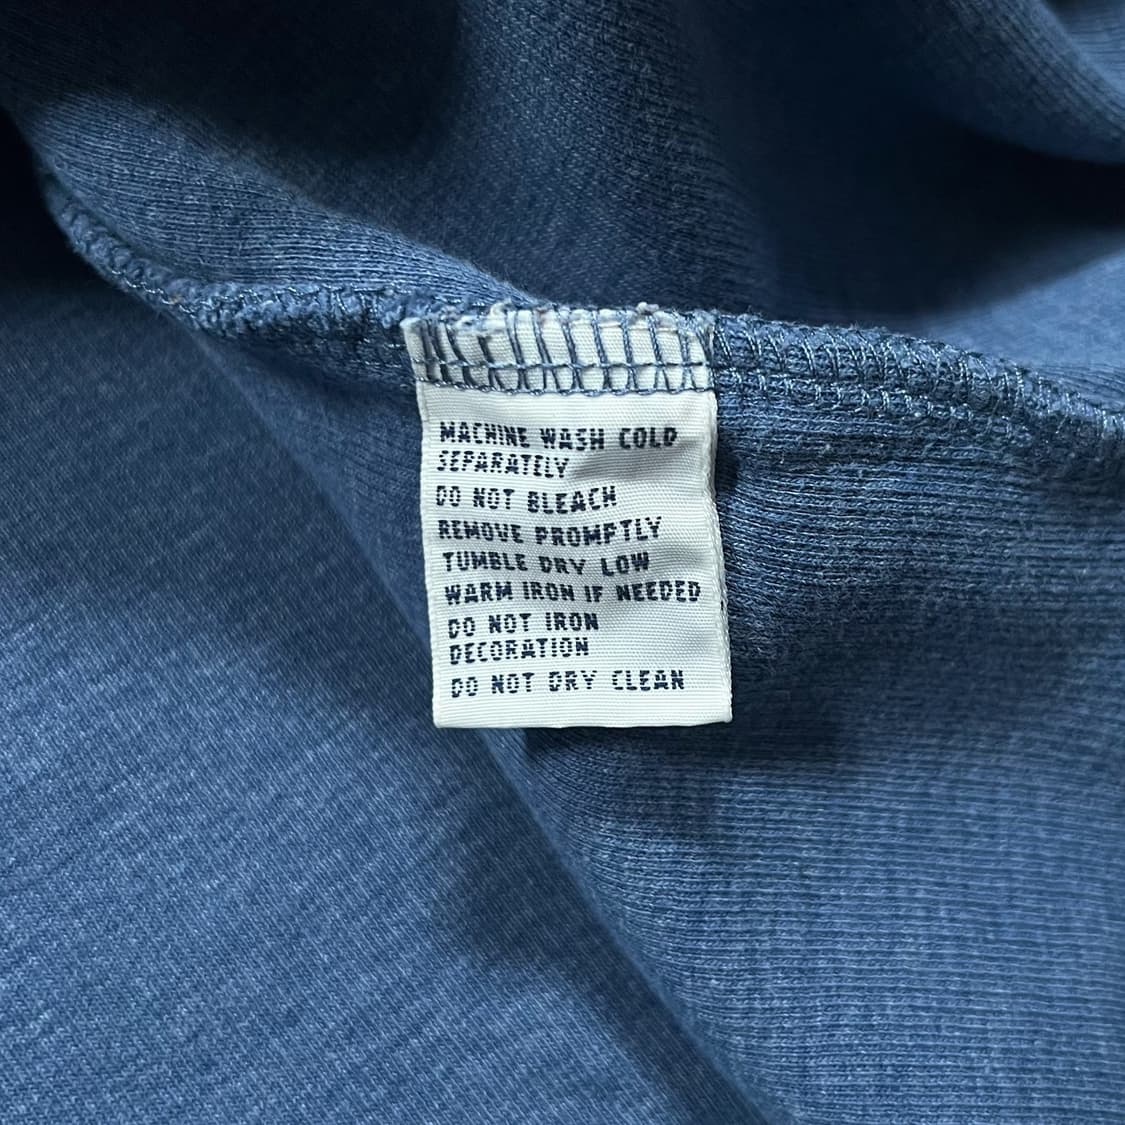 MACHINE WASH COLD
SEPARATELY
DO NOT BLEACH
REMOVE PROMPTLY
TUMBLE DRY LOW
WARM IRON IF NEEDED
DO NOT IRON
DECORATION
DO NOT DRY CLEAN